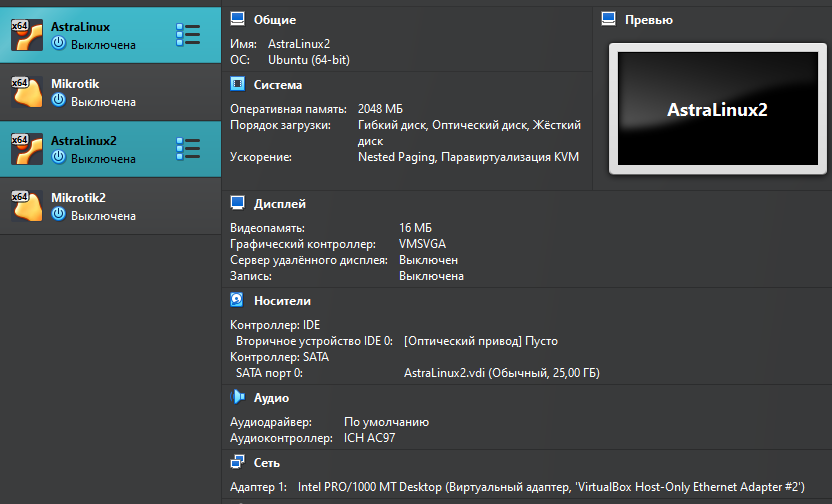 x64
AstraLinux
Выключена
x64
Mikrotik
Выключена
x64
AstraLinux2
Выключена
x64
Mikrotik2
Выключена
Общие
Имя: AstraLinux2
ОС: Ubuntu (64-bit)
Система
Оперативная память: 2048 МБ
Порядок загрузки: Гибкий диск, Оптический диск, Жёсткий
диск
Ускорение: Nested Paging, Паравиртуализация KVM
Превью
AstraLinux2
Дисплей
Видеопамять: 16 МБ
Графический контроллер: VMSVGA
Сервер удалённого дисплея: Выключен
Запись: Выключена
Носители
Контроллер: IDE
Вторичное устройство IDE 0: [Оптический привод] Пусто
Контроллер: SATA
SATA порт 0: AstraLinux2.vdi (Обычный, 25,00 ГБ)
Аудио
Аудиодрайвер: По умолчанию
Аудиоконтроллер: ICH AC97
Сеть
Адаптер 1: Intel PRO/1000 MT Desktop (Виртуальный адаптер, 'VirtualBox Host-Only Ethernet Adapter #2')